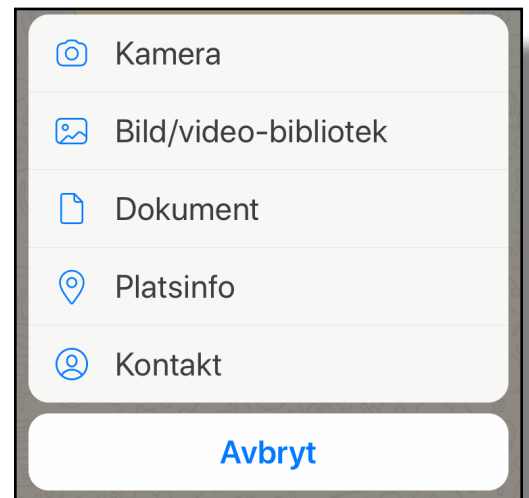 Kamera
Bild/video-bibliotek
Dokument
Platsinfo
Kontakt
Avbryt